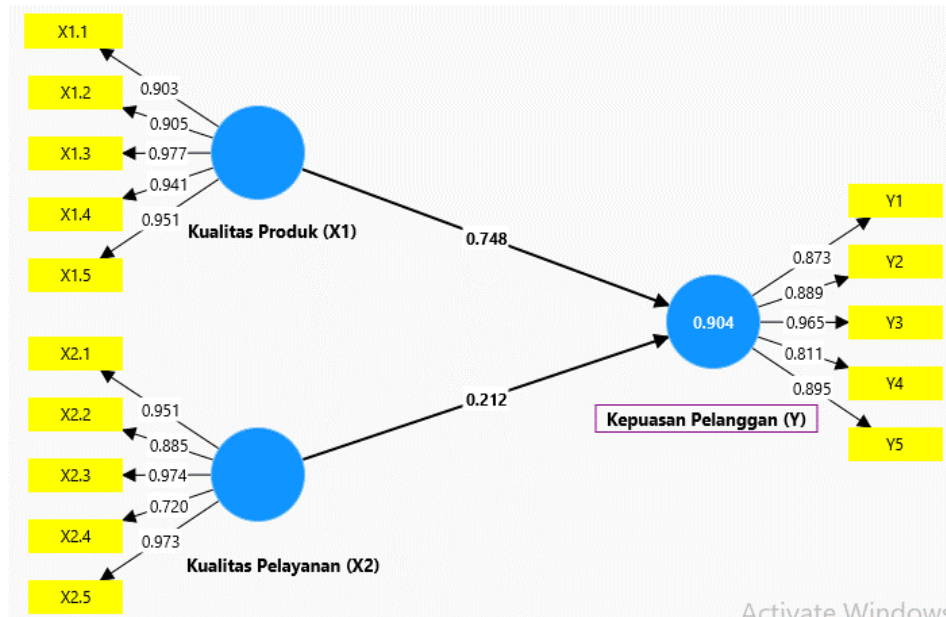 X1.1
0.903
X1.2
0.905
X1.3
0.977
X1.4
0.941
X1.5
0.951
Kualitas Produk (X1)
0.748
X2.1
0.951
X2.2
0.885
X2.3
0.974
X2.4
0.720
X2.5
0.973
Kualitas Pelayanan (X2)
0.212
0.904
Kepuasan Pelanggan (Y)
Y1
0.873
Y2
0.889
Y3
0.965
Y4
0.811
Y5
0.895
Activate Windows